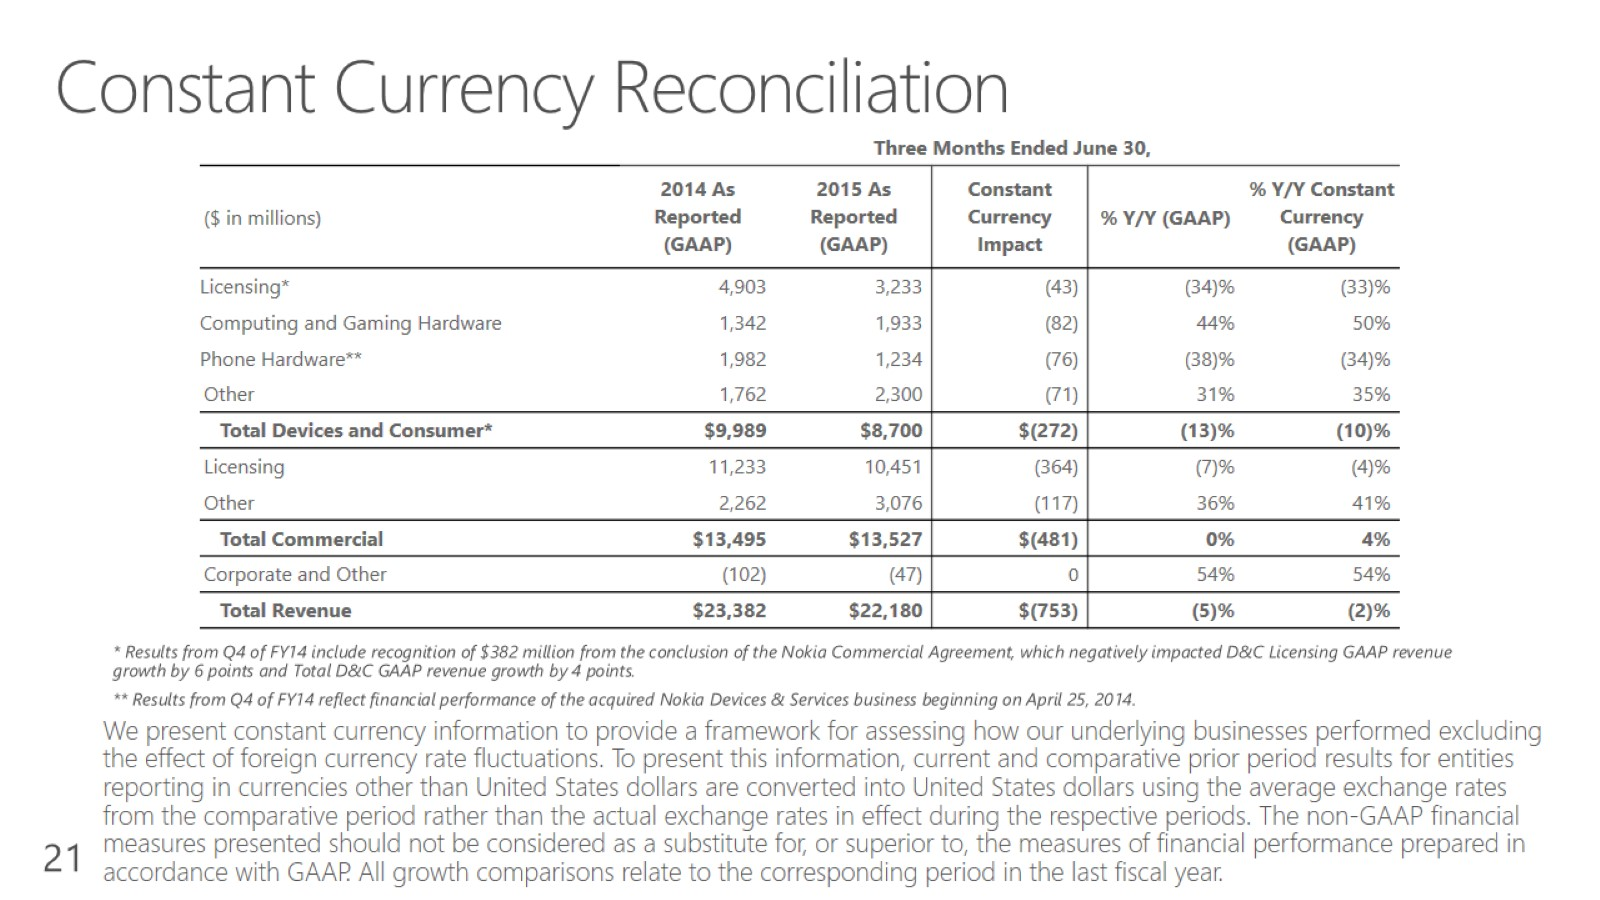 Constant Currency Reconciliation
Three Months Ended June 30,
($ in millions) 2014 As Reported (GAAP) 2015 As Reported (GAAP) Constant Currency Impact % Y/Y (GAAP) % Y/Y Constant Currency (GAAP)
Licensing* 4,903 3,233 (43) (34)% (33)%
Computing and Gaming Hardware 1,342 1,933 (82) 44% 50%
Phone Hardware** 1,982 1,234 (76) (38)% (34)%
Other 1,762 2,300 (71) 31% 35%
Total Devices and Consumer* $9,989 $8,700 $(272) (13)% (10)%
Licensing 11,233 10,451 (364) (7)% (4)%
Other 2,262 3,076 (117) 36% 41%
Total Commercial $13,495 $13,527 $(481) 0% 4%
Corporate and Other (102) (47) 0 54% 54%
Total Revenue $23,382 $22,180 $(753) (5)% (2)%
* Results from Q4 of FY14 include recognition of $382 million from the conclusion of the Nokia Commercial Agreement, which negatively impacted D&C Licensing GAAP revenue
growth by 6 points and Total D&C GAAP revenue growth by 4 points.
** Results from Q4 of FY14 reflect financial performance of the acquired Nokia Devices & Services business beginning on April 25, 2014.
We present constant currency information to provide a framework for assessing how our underlying businesses performed excluding
the effect of foreign currency rate fluctuations. To present this information, current and comparative prior period results for entities
reporting in currencies other than United States dollars are converted into United States dollars using the average exchange rates
from the comparative period rather than the actual exchange rates in effect during the respective periods. The non-GAAP financial
measures presented should not be considered as a substitute for, or superior to, the measures of financial performance prepared in
accordance with GAAP. All growth comparisons relate to the corresponding period in the last fiscal year.
21